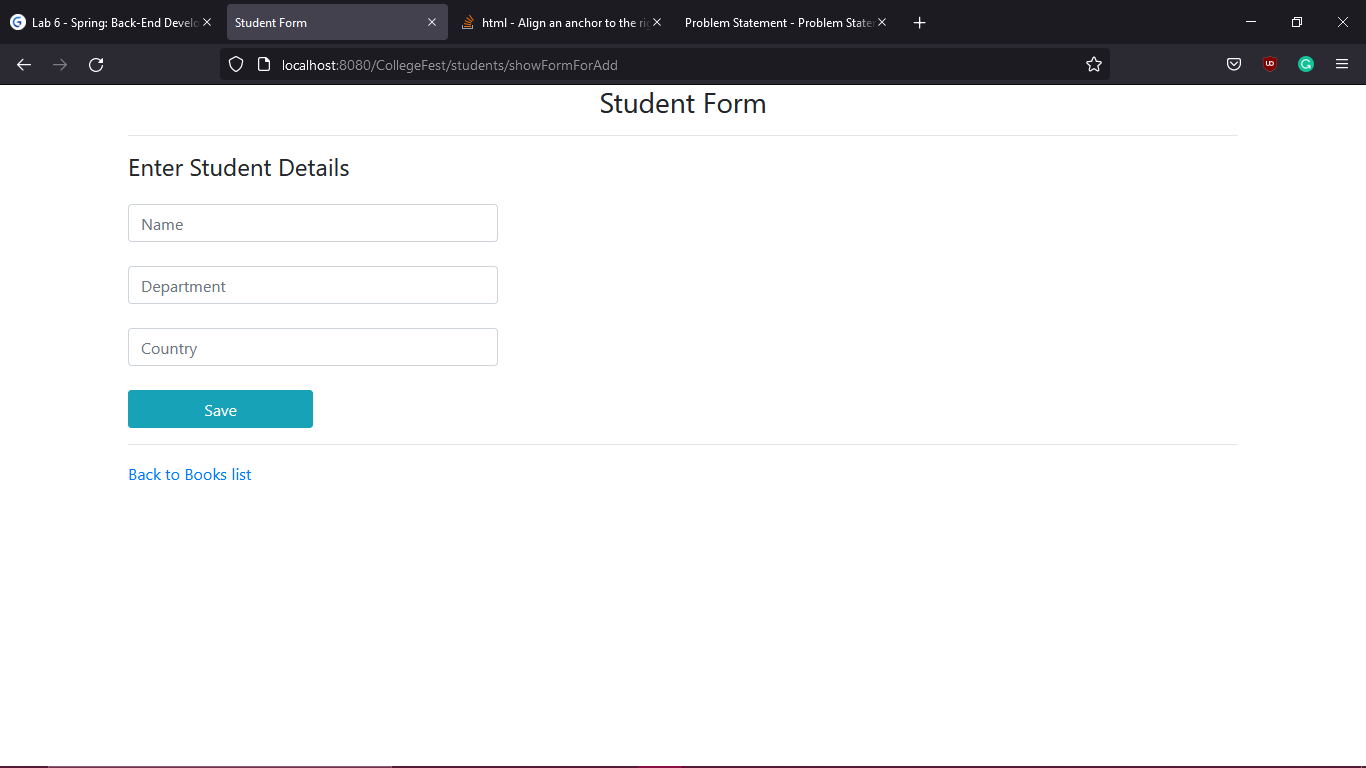 Lab 6 - Spring: Back-End Develo
Student Form
html - Align an anchor to the rig
Problem Statement - Problem State
localhost:8080/CollegeFest/students/showFormForAdd
Student Form
Enter Student Details
Name
Department
Country
Save
Back to Books list